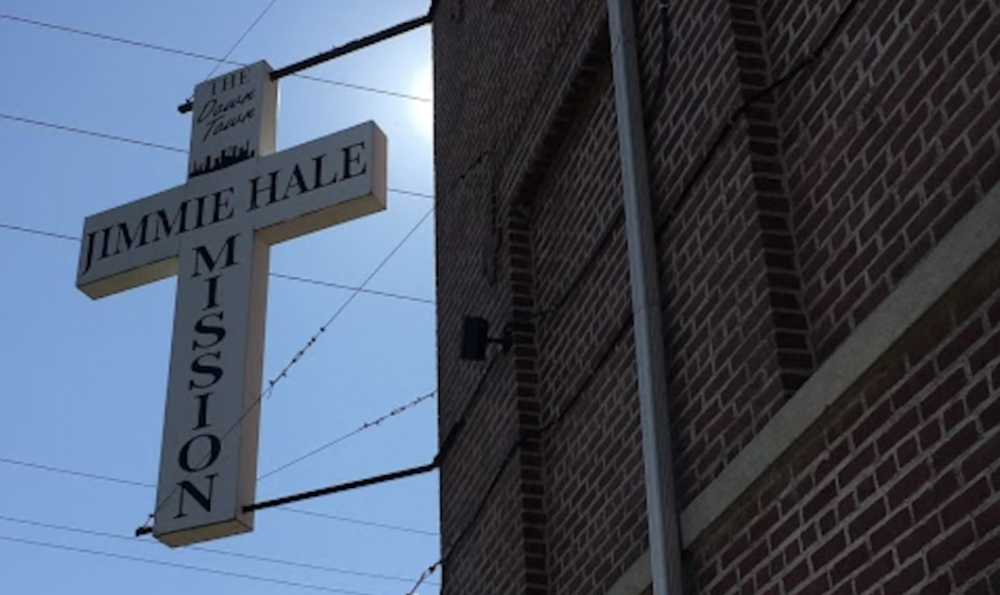 THE
Down
Town
JIMMIE HALE
MISSION